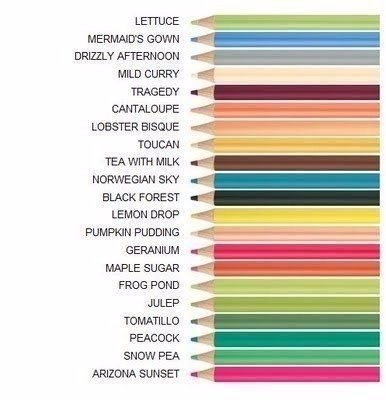 LETTUCE
MERMAID'S GOWN
DRIZZLY AFTERNOON
MILD CURRY
TRAGEDY
CANTALOUPE
LOBSTER BISQUE
TOUCAN
TEA WITH MILK
NORWEGIAN SKY
BLACK FOREST
LEMON DROP
PUMPKIN PUDDING
GERANIUM
MAPLE SUGAR
FROG POND
JULEP
TOMATILLO
PEACOCK
SNOW PEA
ARIZONA SUNSET